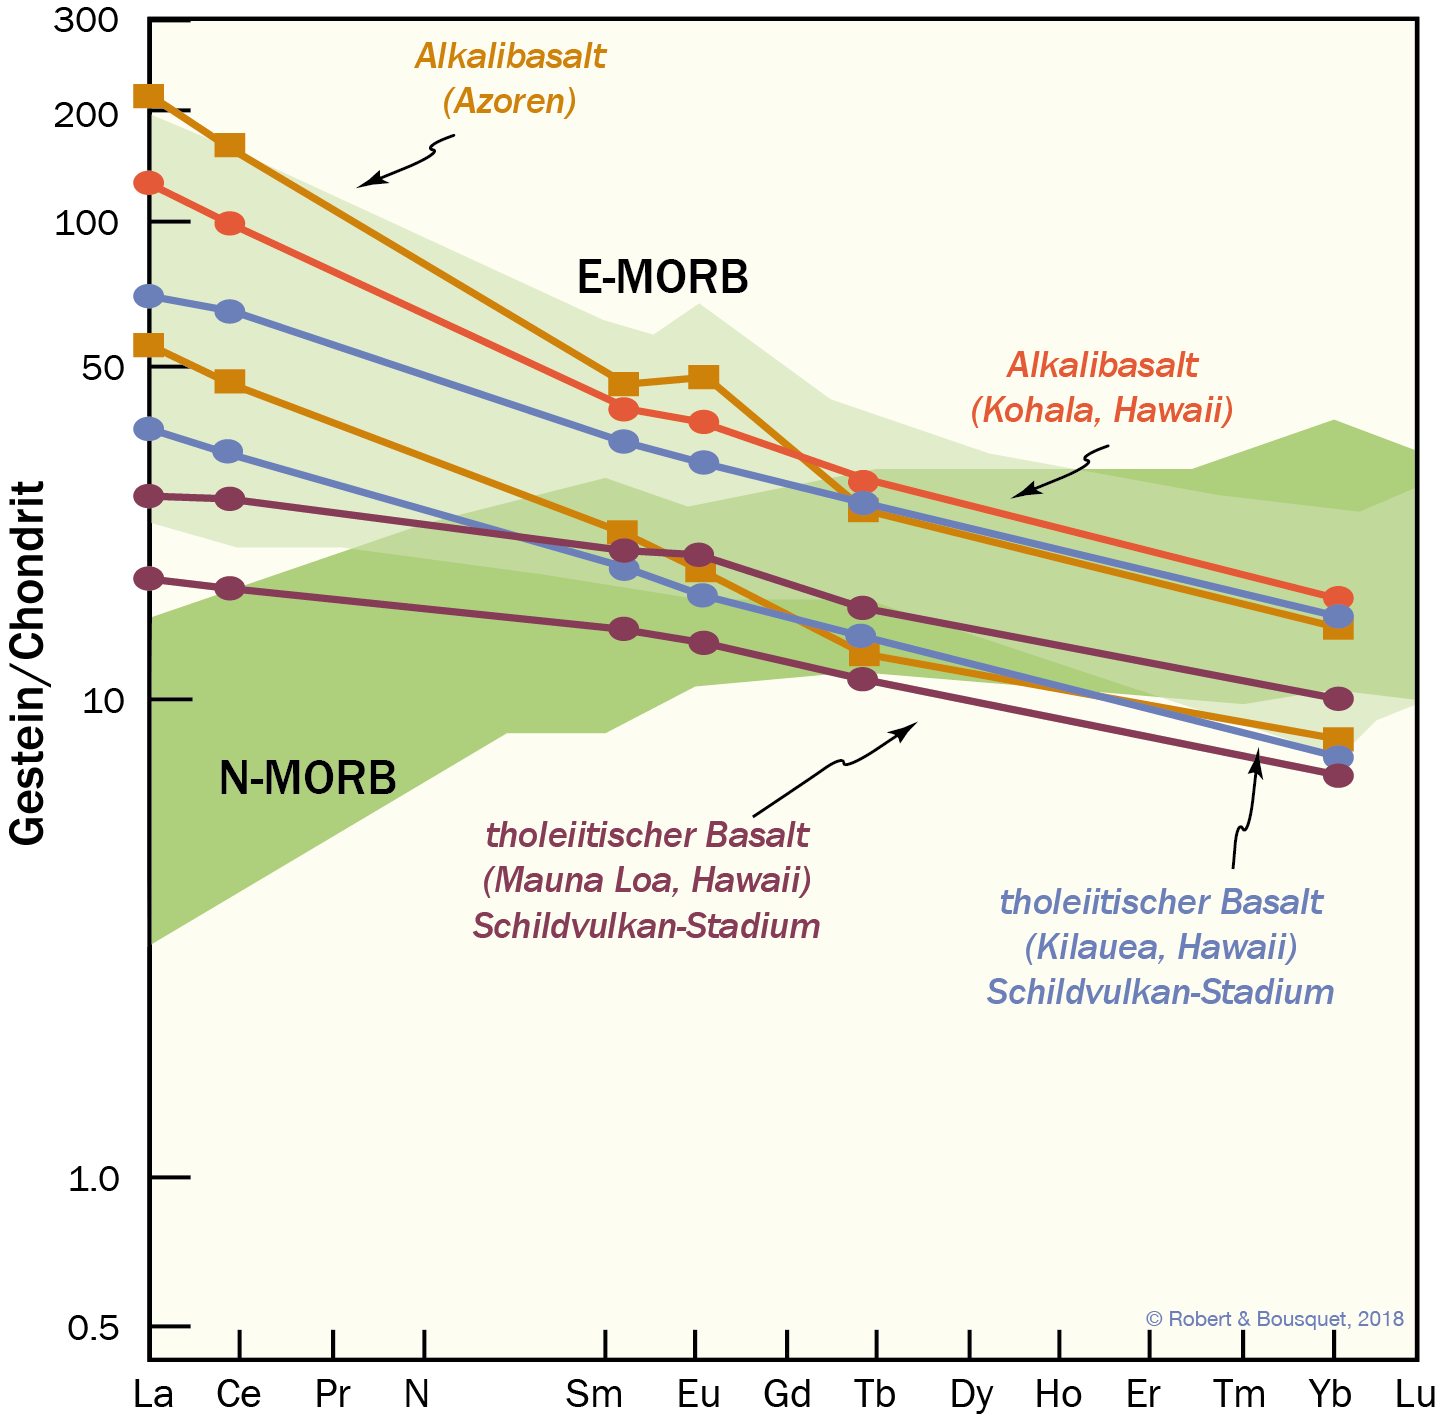 300
200
100
50
10
1.0
0.5
Gestein/Chondrit
Alkalibasalt
(Azoren)
E-MORB
Alkalibasalt
(Kohala, Hawaii)
N-MORB
tholeiitischer Basalt
(Mauna Loa, Hawaii)
Schildvulkan-Stadium
tholeiitischer Basalt
(Kilauea, Hawaii)
Schildvulkan-Stadium
© Robert & Bousquet, 2018
La Ce Pr N Sm Eu Gd Tb Dy Ho Er Tm Yb Lu